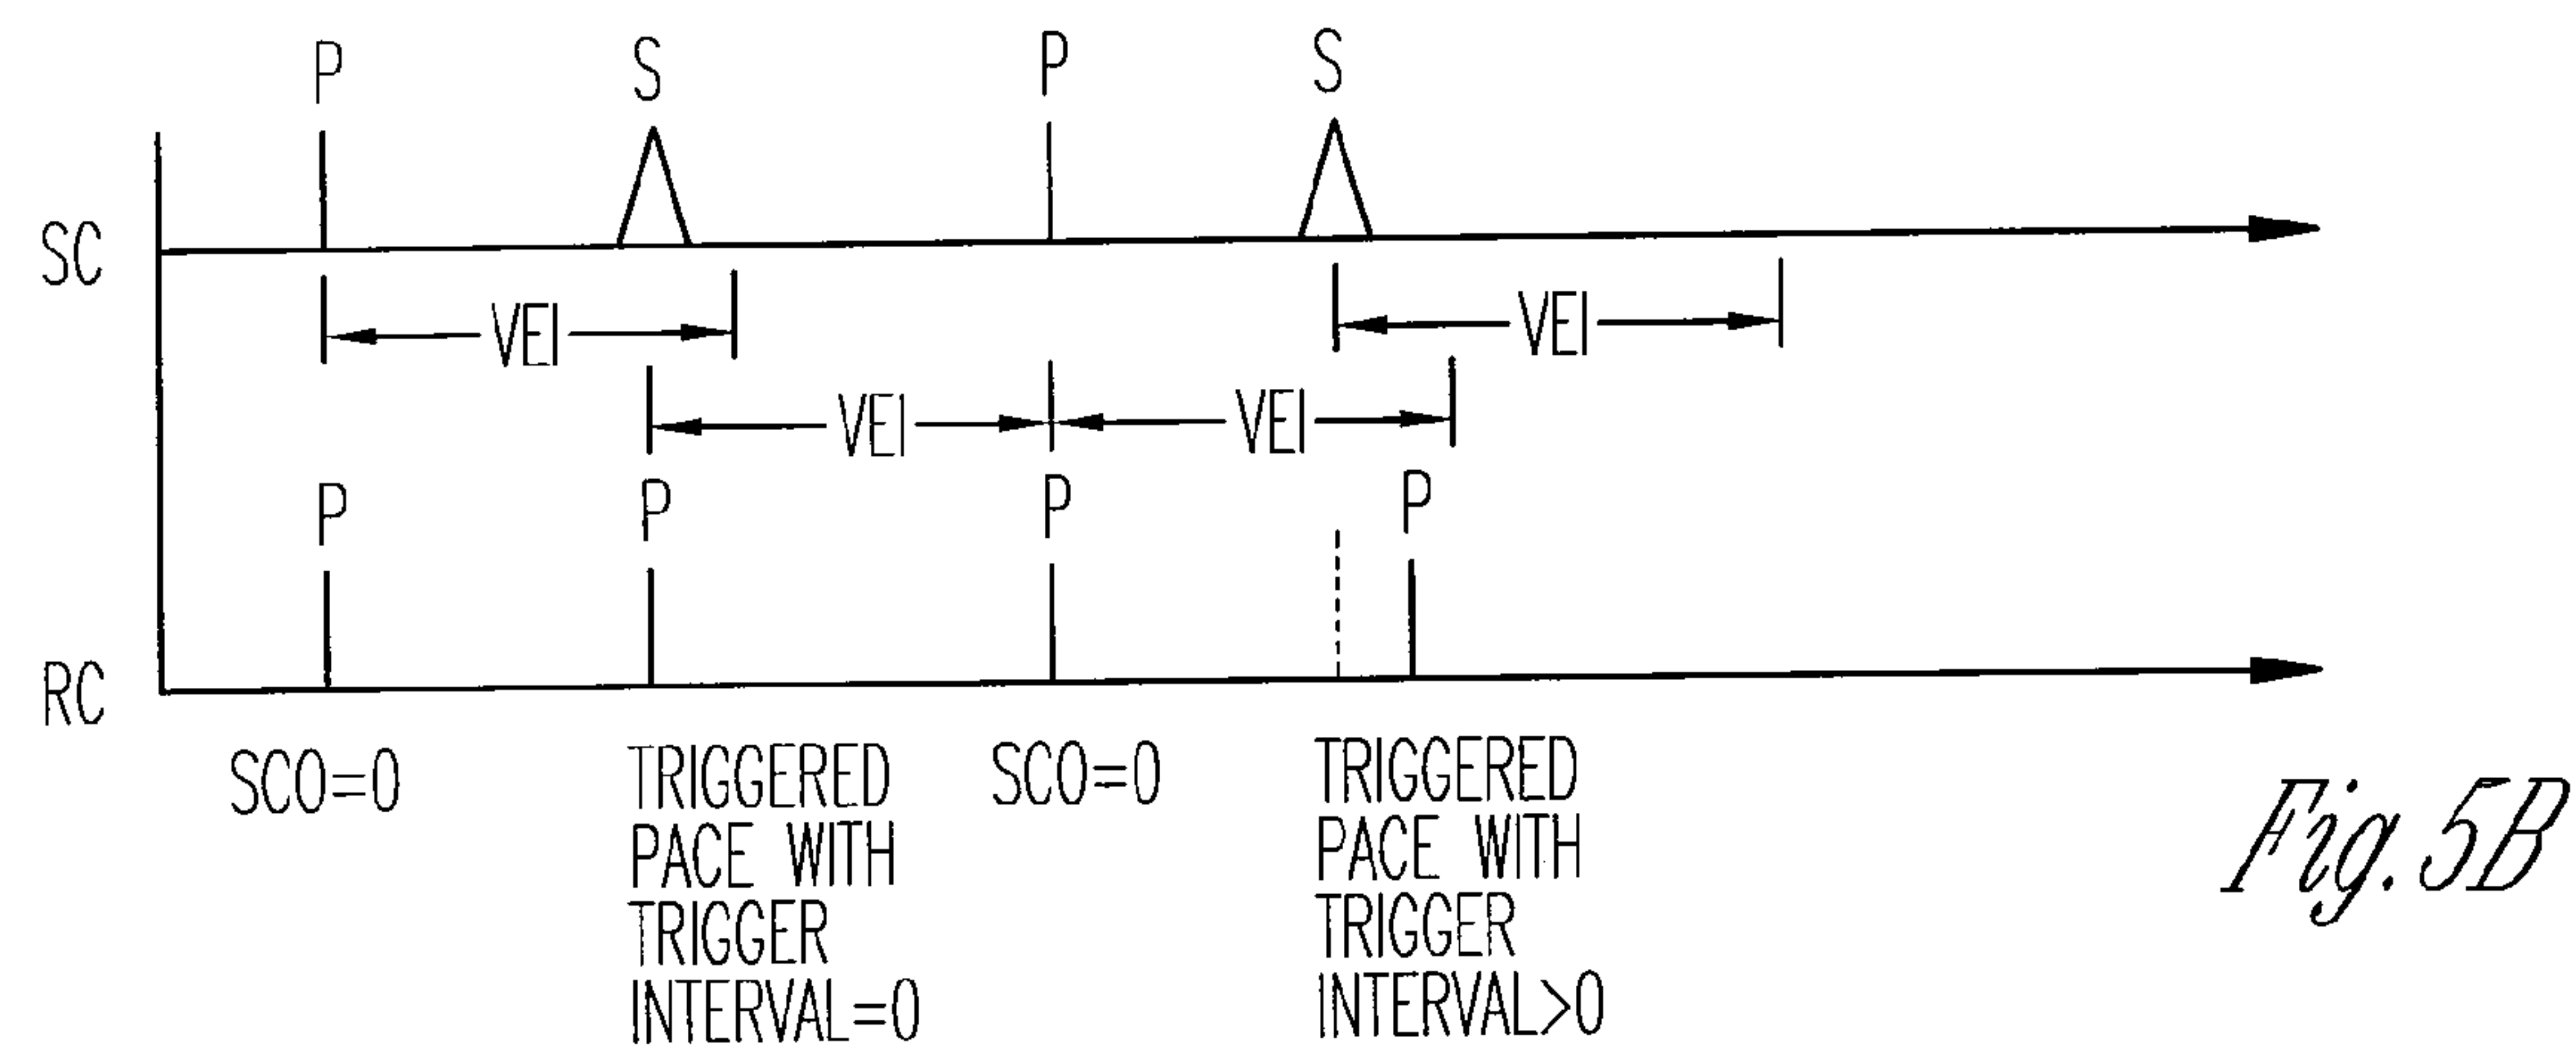 P S P S
SC
VEI VEI
VEI VEI
P P P P
RC
SCO=0 TRIGGERED SCO=0 TRIGGERED
PACE WITH PACE WITH
TRIGGER TRIGGER
INTERVAL=0 INTERVAL>0
Fig. 5B